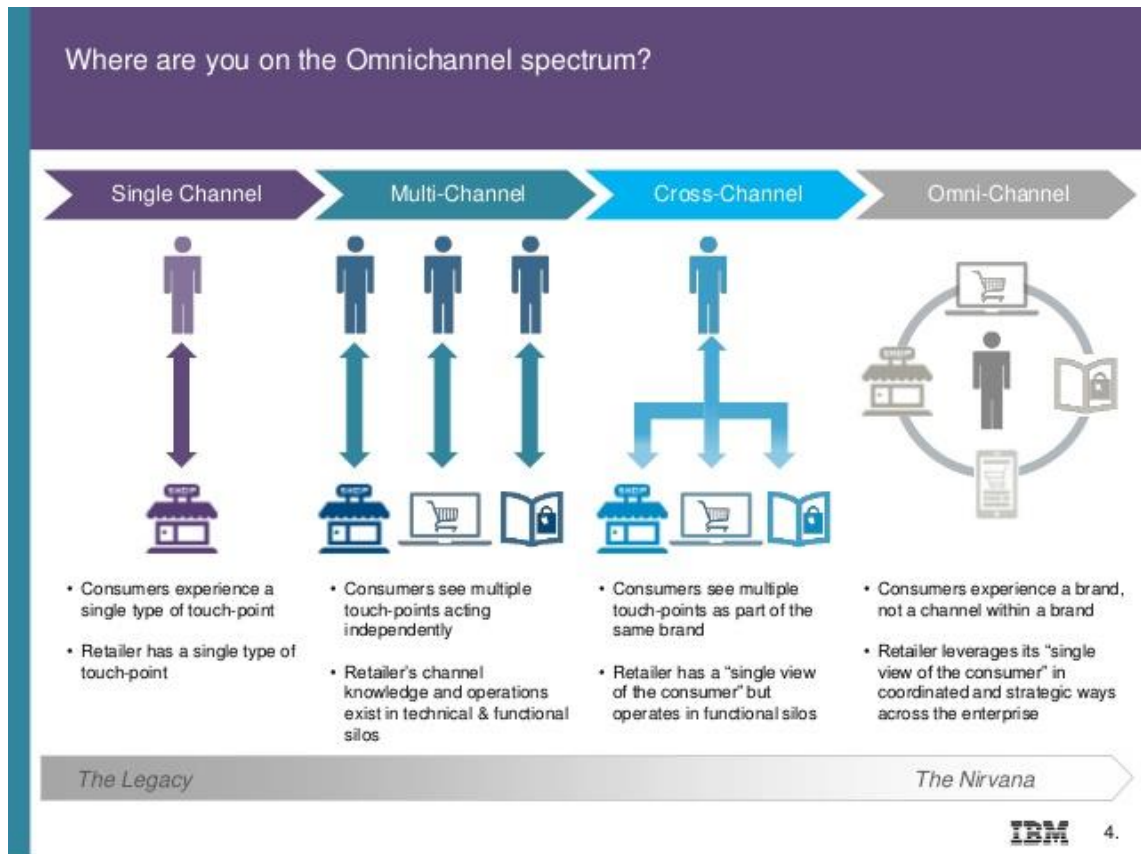 Where are you on the Omnichannel spectrum?
Single Channel
Multi-Channel
Cross-Channel
Omni-Channel
SHOP
SHOP
SHOP
SHOP
• Consumers experience a
single type of touch-point
• Retailer has a single type of
touch-point
• Consumers see multiple
touch-points acting
independently
• Retailer's channel
knowledge and operations
exist in technical & functional
silos
• Consumers see multiple
touch-points as part of the
same brand
• Retailer has a “single view
of the consumer” but
operates in functional silos
• Consumers experience a brand,
not a channel within a brand
• Retailer leverages its “single
view of the consumer” in
coordinated and strategic ways
across the enterprise
The Legacy
The Nirvana
IBM
4.